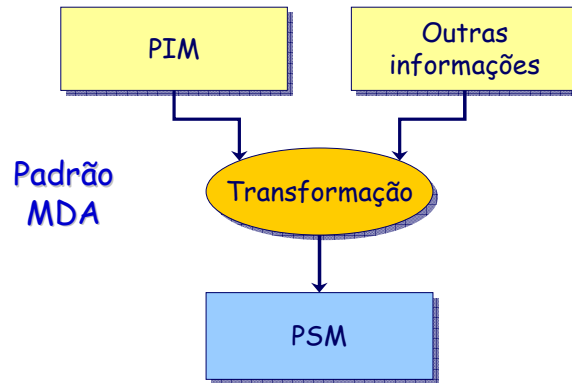 PIM
Outras
informações
Padrão
MDA
Transformação
PSM